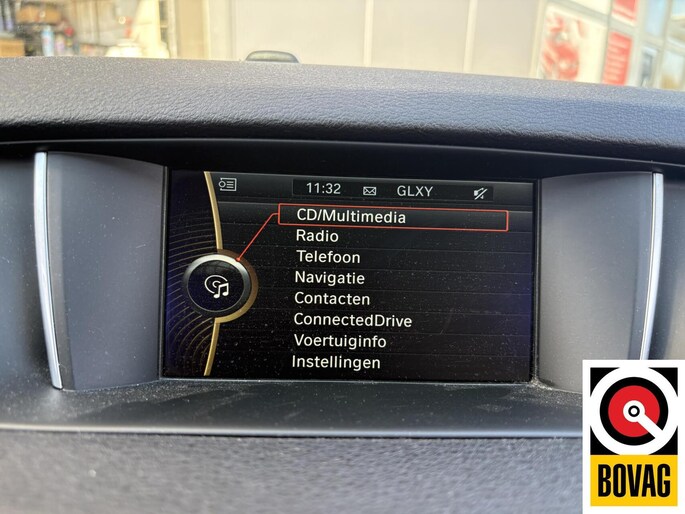 11:32 GLXY
CD/Multimedia
Radio
Telefoon
Navigatie
Contacten
ConnectedDrive
Voertuiginfo
Instellingen
BOVAG